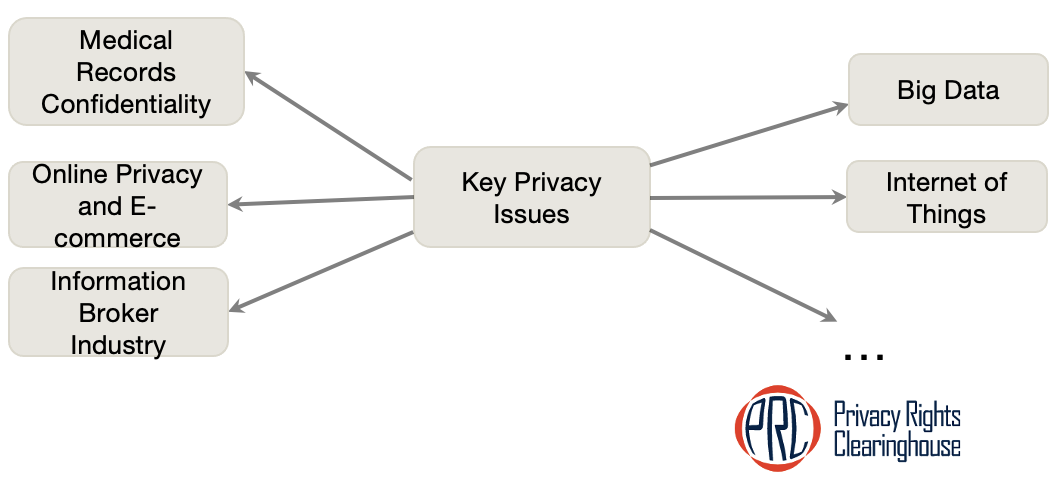 Medical
Records
Confidentiality
Online Privacy
and E-
commerce
Information
Broker
Industry
Key Privacy
Issues
Big Data
Internet of
Things
...
PRC
Privacy Rights
Clearinghouse